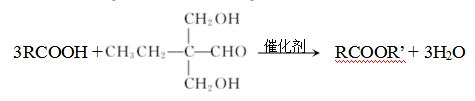 CH₂OH
3RCOOH + CH₃CH₂—C—CHO 催化剂 RCOOR’ + 3H₂O
CH₂OH